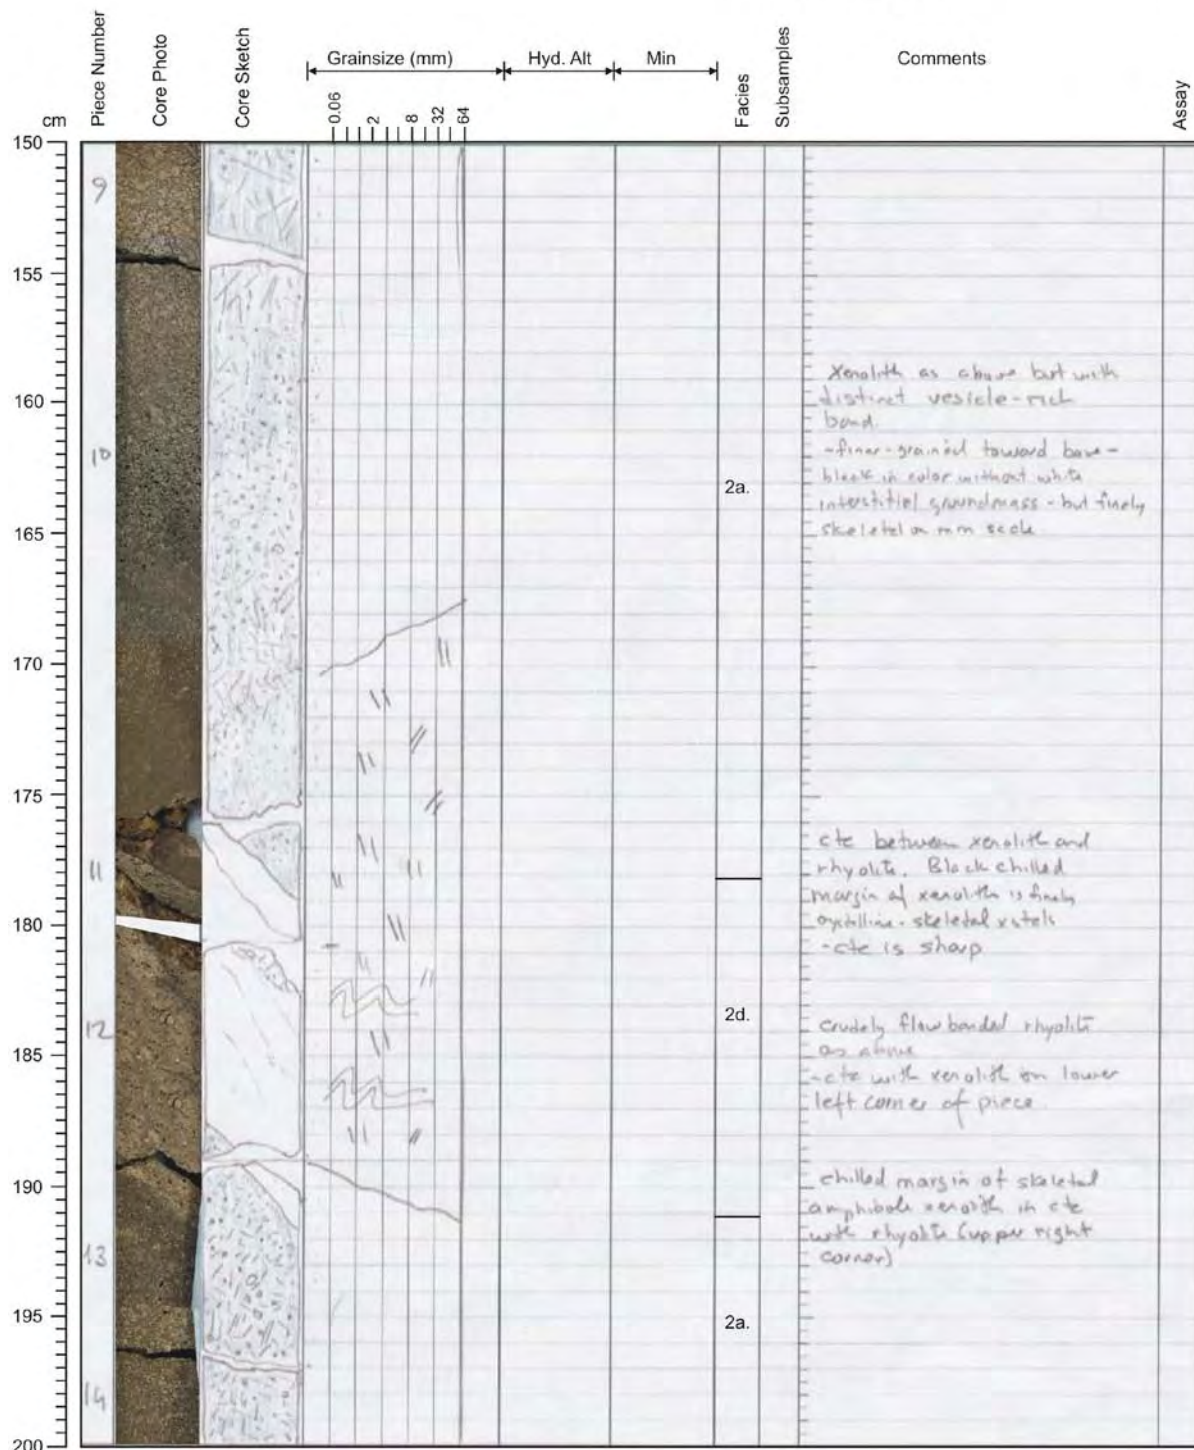 Piece Number
Core Photo
Core Sketch
Grainsize (mm)
Hyd. Alt
Min
Facies
Subsamples
Comments
Assay
cm
0.06
2
8
32
64
150
155
160
165
170
175
180
185
190
195
200
9
10
11
12
13
14
2a.
2d.
2a.
Xenolith as above but with
distinct vesicle-rich
band.
-finer-grained toward base-
black in color without white
interstitial groundmass - but finely
skeletal on mm scale
cte between xenolith and
rhyolite. Black chilled
margin of xenolith is finely
crystalline - skeletal xstals
-cte is sharp
crudely flow banded rhyolite
as above
-cte with xenolith on lower
left corner of piece.
chilled margin of skeletal
amphibole xenolith in cte
with rhyolite (upper right
corner)